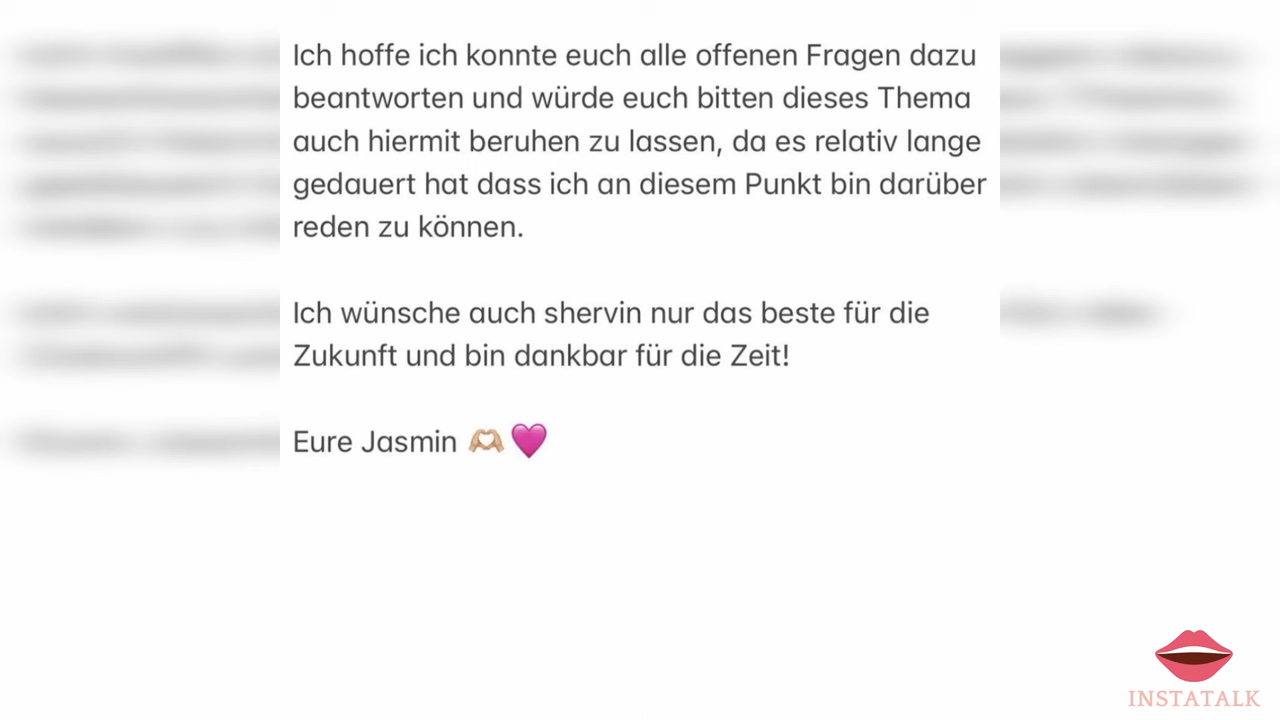 Ich hoffe ich konnte euch alle offenen Fragen dazu
beantworten und würde euch bitten dieses Thema
auch hiermit beruhen zu lassen, da es relativ lange
gedauert hat dass ich an diesem Punkt bin darüber
reden zu können.
Ich wünsche auch shervin nur das beste für die
Zukunft und bin dankbar für die Zeit!
Eure Jasmin 🫶🏼💗
INSTATALK